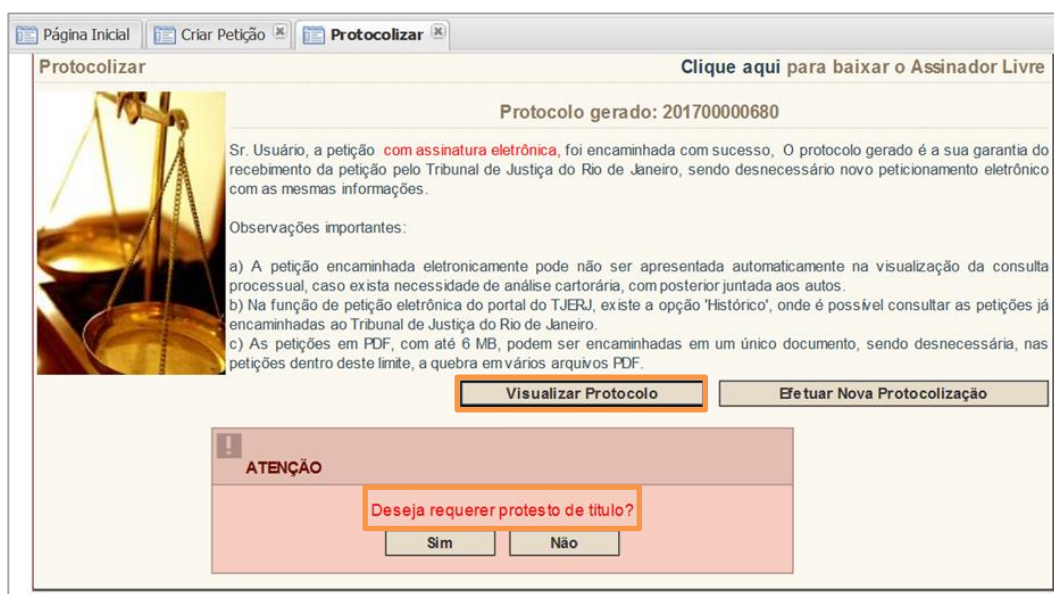 Página Inicial Criar Petição Protocolizar
Protocolizar Clique aqui para baixar o Assinador Livre
Protocolo gerado: 201700000680
Sr. Usuário, a petição com assinatura eletrônica, foi encaminhada com sucesso, O protocolo gerado é a sua garantia do
recebimento da petição pelo Tribunal de Justiça do Rio de Janeiro, sendo desnecessário novo peticionamento eletrônico
com as mesmas informações.
Observações importantes:
a) A petição encaminhada eletronicamente pode não ser apresentada automaticamente na visualização da consulta
processual, caso exista necessidade de análise cartorária, com posterior juntada aos autos.
b) Na função de petição eletrônica do portal do TJERJ, existe a opção 'Histórico', onde é possível consultar as petições já
encaminhadas ao Tribunal de Justiça do Rio de Janeiro.
c) As petições em PDF, com até 6 MB, podem ser encaminhadas em um único documento, sendo desnecessária, nas
petições dentro deste limite, a quebra em vários arquivos PDF.
Visualizar Protocolo Efetuar Nova Protocolização
!
ATENÇÃO
Deseja requerer protesto de título?
Sim Não